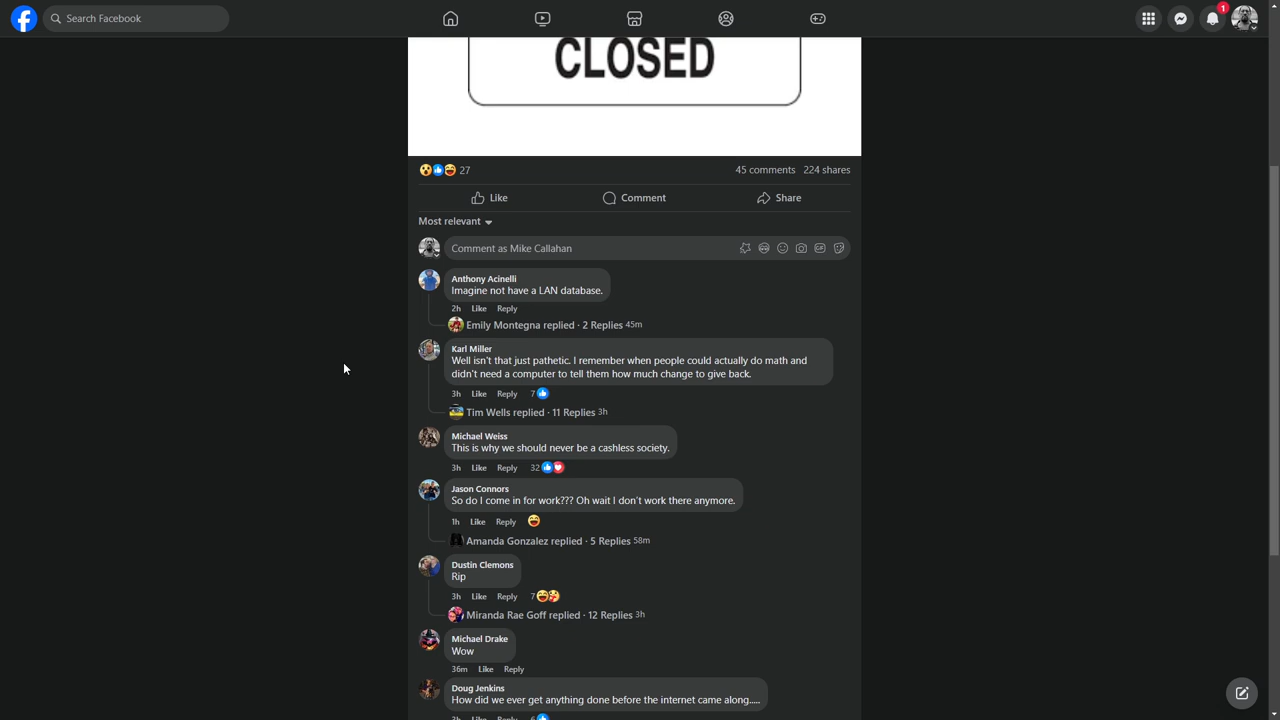 Search Facebook
1
CLOSED
27
45 comments 224 shares
Like
Comment
Share
Most relevant
Comment as Mike Callahan
GIF
Anthony Acinelli
Imagine not have a LAN database.
2h Like Reply
Emily Montegna replied · 2 Replies 45m
Karl Miller
Well isn't that just pathetic. I remember when people could actually do math and
didn't need a computer to tell them how much change to give back.
3h Like Reply 7
Tim Wells replied · 11 Replies 3h
Michael Weiss
This is why we should never be a cashless society.
3h Like Reply 32
Jason Connors
So do I come in for work??? Oh wait I don't work there anymore.
1h Like Reply
Amanda Gonzalez replied · 5 Replies 58m
Dustin Clemons
Rip
3h Like Reply 7
Miranda Rae Goff replied · 12 Replies 3h
Michael Drake
Wow
36m Like Reply
Doug Jenkins
How did we ever get anything done before the internet came along.....
3h Like Reply 6